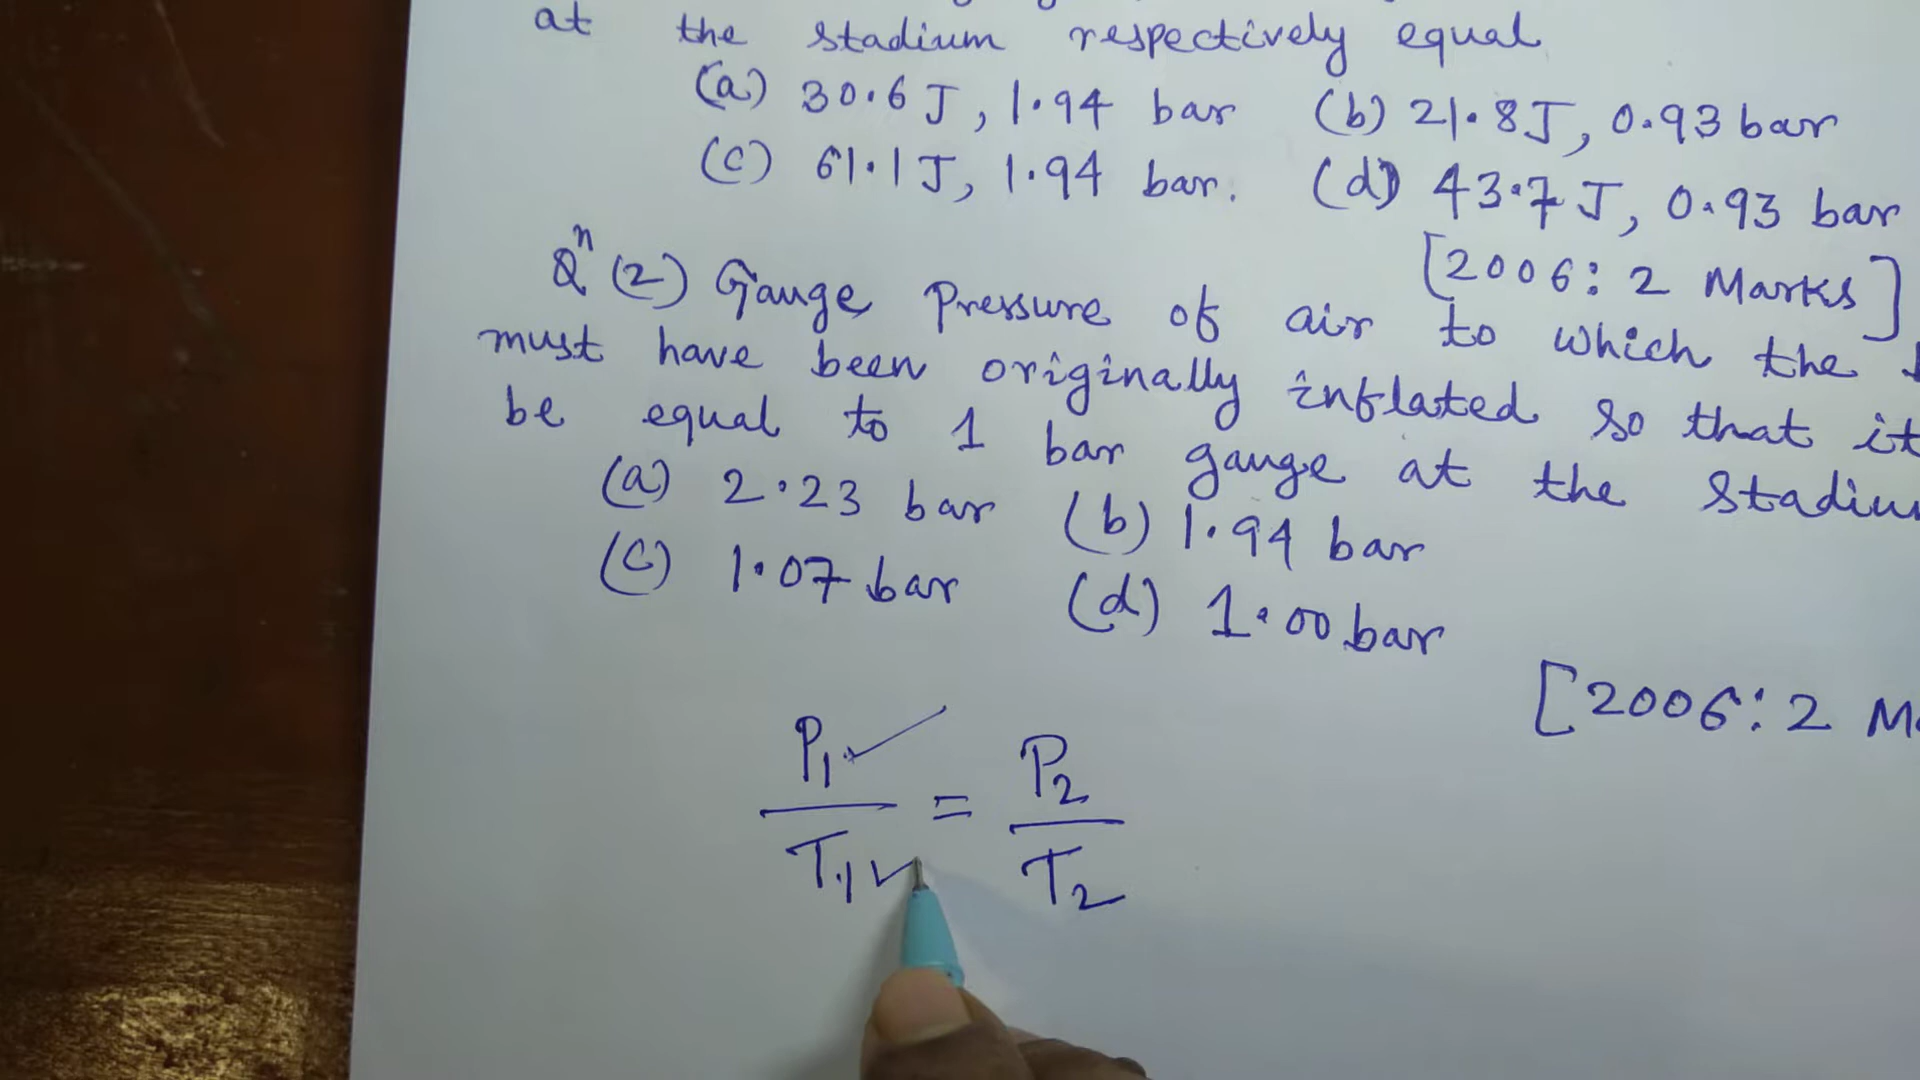 at the stadium respectively equal
(a) 30.6 J, 1.94 bar (b) 21.8 J, 0.93 bar
(c) 61.1 J, 1.94 bar. (d) 43.7 J, 0.93 bar
[2006: 2 Marks]
Qⁿ (2) Gauge Pressure of air to which the
must have been originally inflated so that it
be equal to 1 bar gauge at the
(a) 2.23 bar (b) 1.94 bar
(c) 1.07 bar (d) 1.00 bar
[2006: 2
P₁ / T₁ = P₂ / T₂